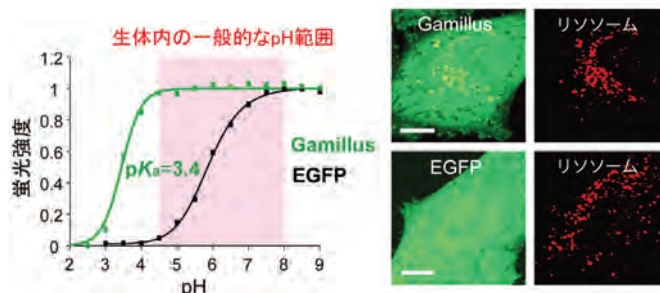 生体内の一般的なpH範囲
蛍光強度
1.2
1
0.8
0.6
0.4
0.2
0
2 3 4 5 6 7 8 9
pH
pKa=3.4
Gamillus
EGFP
Gamillus
リソソーム
EGFP
リソソーム